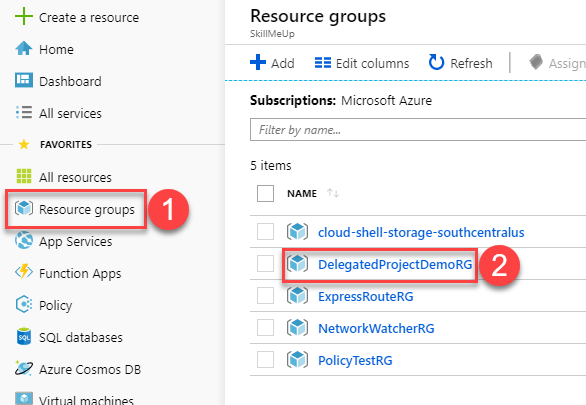 Create a resource
Home
Dashboard
All services
FAVORITES
All resources
Resource groups
1
App Services
Function Apps
Policy
SQL databases
Azure Cosmos DB
Virtual machines
Resource groups
SkillMeUp
Add
Edit columns
Refresh
Assign
Subscriptions: Microsoft Azure
Filter by name...
5 items
NAME
cloud-shell-storage-southcentralus
DelegatedProjectDemoRG
2
ExpressRouteRG
NetworkWatcherRG
PolicyTestRG